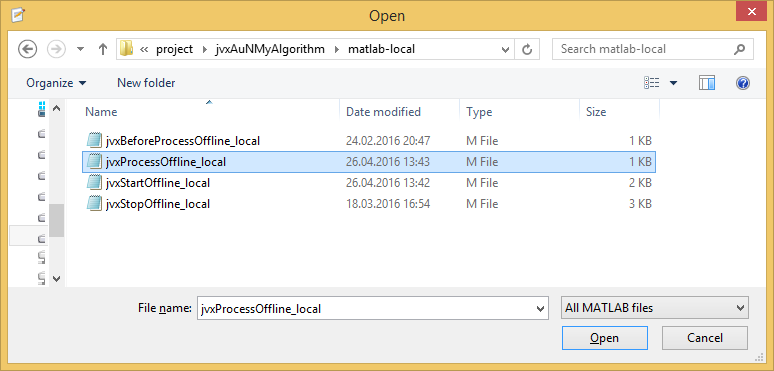 Open
« project ▸ jvxAuNMyAlgorithm ▸ matlab-local
Search matlab-local
Organize
New folder
Name Date modified Type Size
jvxBeforeProcessOffline_local 24.02.2016 20:47 M File 1 KB
jvxProcessOffline_local 26.04.2016 13:43 M File 1 KB
jvxStartOffline_local 26.04.2016 13:42 M File 2 KB
jvxStopOffline_local 18.03.2016 16:54 M File 3 KB
File name: jvxProcessOffline_local All MATLAB files
Open Cancel